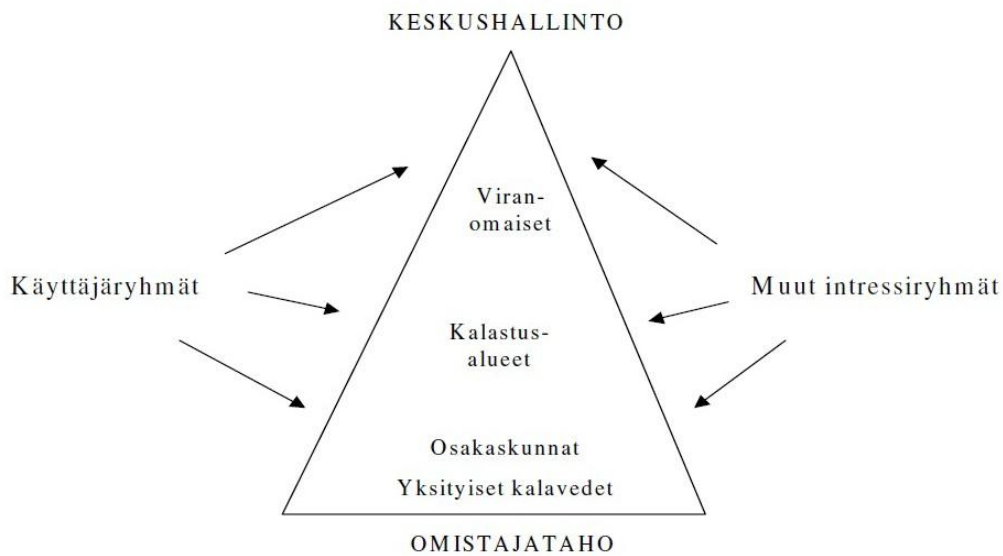 KESKUSHALLINTO
Viran-
omaiset
Käyttäjäryhmät
Muut intressiryhmät
Kalastus-
alueet
Osakaskunnat
Yksityiset kalavedet
OMISTAJATAHO